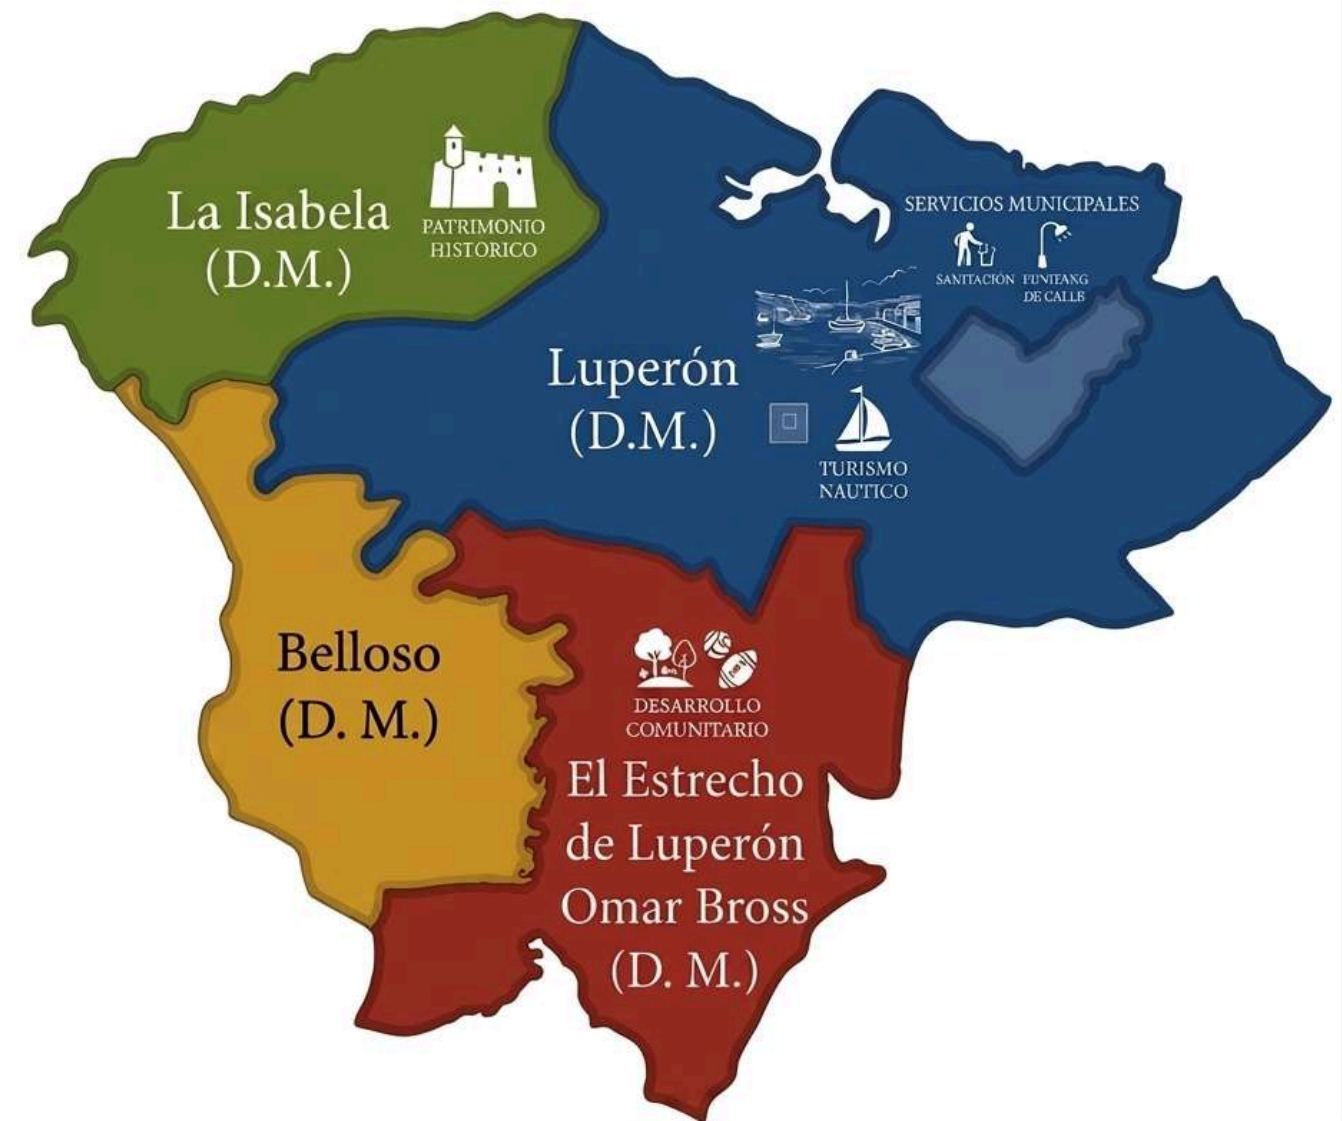 La Isabela
(D.M.)
PATRIMONIO
HISTORICO
SERVICIOS MUNICIPALES
SANITACIÓN
DE CALLE
Luperón
(D.M.)
TURISMO
NAUTICO
Belloso
(D. M.)
DESARROLLO
COMUNITARIO
El Estrecho
de Luperón
Omar Bross
(D. M.)